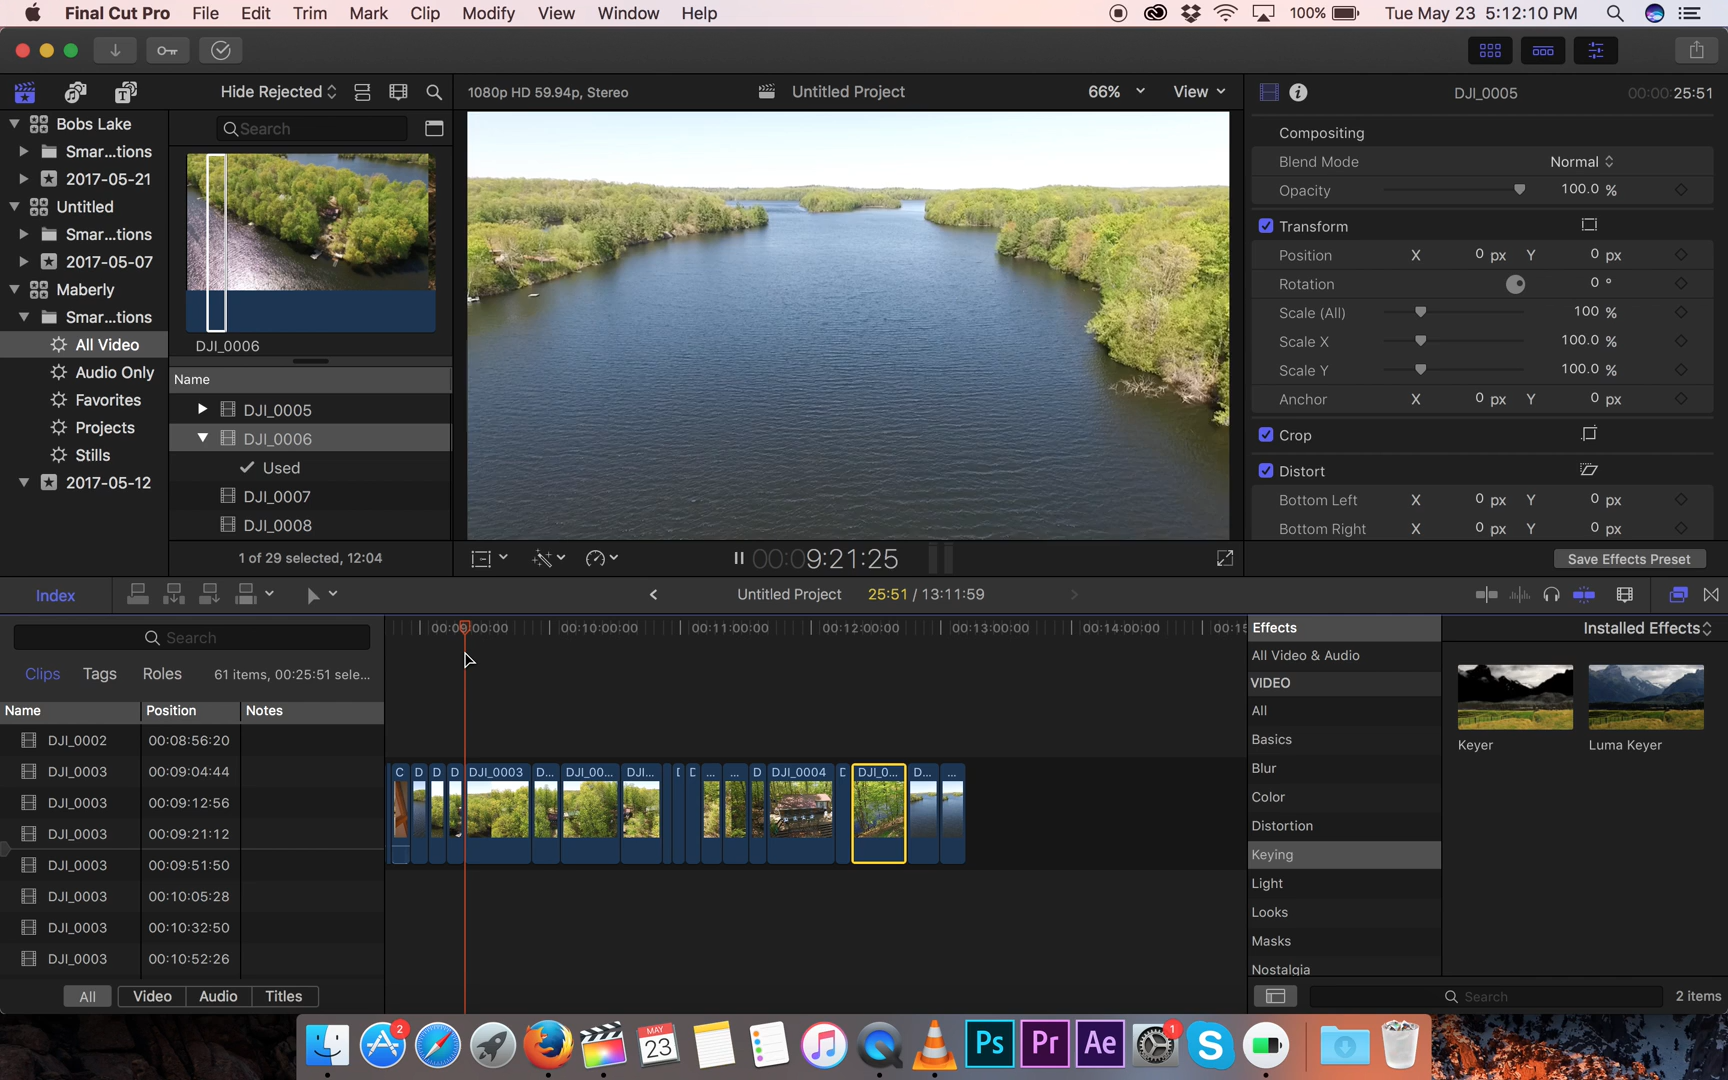 Final Cut Pro File Edit Trim Mark Clip Modify View Window Help 100% Tue May 23 5:12:10 PM
Hide Rejected 1080p HD 59.94p, Stereo Untitled Project 66% View DJI_0005 00:00:25:51
Bobs Lake
Smar...tions
2017-05-21
Untitled
Smar...tions
2017-05-07
Maberly
Smar...tions
All Video
Audio Only
Favorites
Projects
Stills
2017-05-12
Search
DJI_0006
Name
DJI_0005
DJI_0006
Used
DJI_0007
DJI_0008
1 of 29 selected, 12:04
00:09:21:25
Compositing
Blend Mode Normal
Opacity 100.0 %
Transform
Position X 0 px Y 0 px
Rotation 0 °
Scale (All) 100 %
Scale X 100.0 %
Scale Y 100.0 %
Anchor X 0 px Y 0 px
Crop
Distort
Bottom Left X 0 px Y 0 px
Bottom Right X 0 px Y 0 px
Save Effects Preset
Index Untitled Project 25:51 / 13:11:59
Search
Clips Tags Roles 61 items, 00:25:51 sele...
Name Position Notes
DJI_0002 00:08:56:20
DJI_0003 00:09:04:44
DJI_0003 00:09:12:56
DJI_0003 00:09:21:12
DJI_0003 00:09:51:50
DJI_0003 00:10:05:28
DJI_0003 00:10:32:50
DJI_0003 00:10:52:26
All Video Audio Titles
00:00:10:00:00 00:00:11:00:00 00:00:12:00:00 00:00:13:00:00 00:00:14:00:00
C D D D DJI_0003 D... DJI_00... DJI... D ... ... D DJI_0004 D DJI_0... D... ...
Effects
All Video & Audio
VIDEO
All
Basics
Blur
Color
Distortion
Keying
Light
Looks
Masks
Nostalgia
Installed Effects
Keyer Luma Keyer
Search 2 items
2 MAY 23 Ps Pr Ae 1